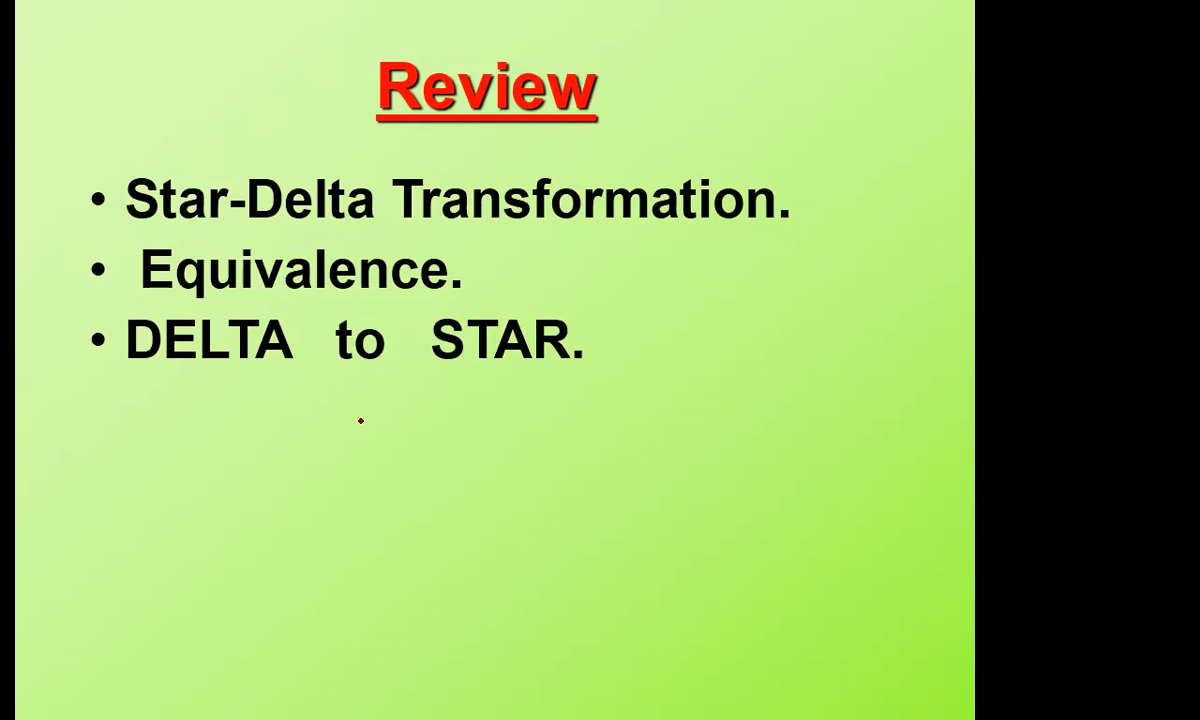 Review
• Star-Delta Transformation.
• Equivalence.
• DELTA to STAR.